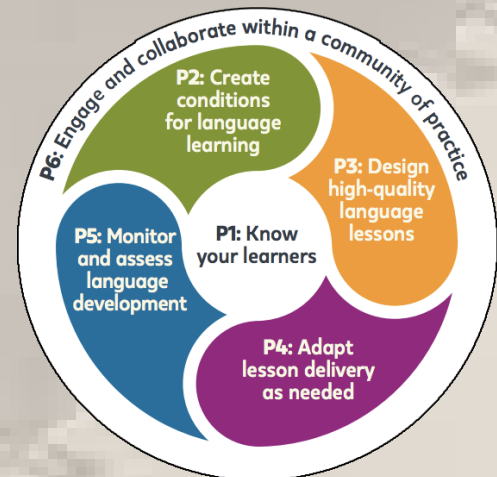 P6: Engage and collaborate within a community of practice
P2: Create
conditions
for language
learning
P3: Design
high-quality
language
lessons
P1: Know
your learners
P5: Monitor
and assess
language
development
P4: Adapt
lesson delivery
as needed